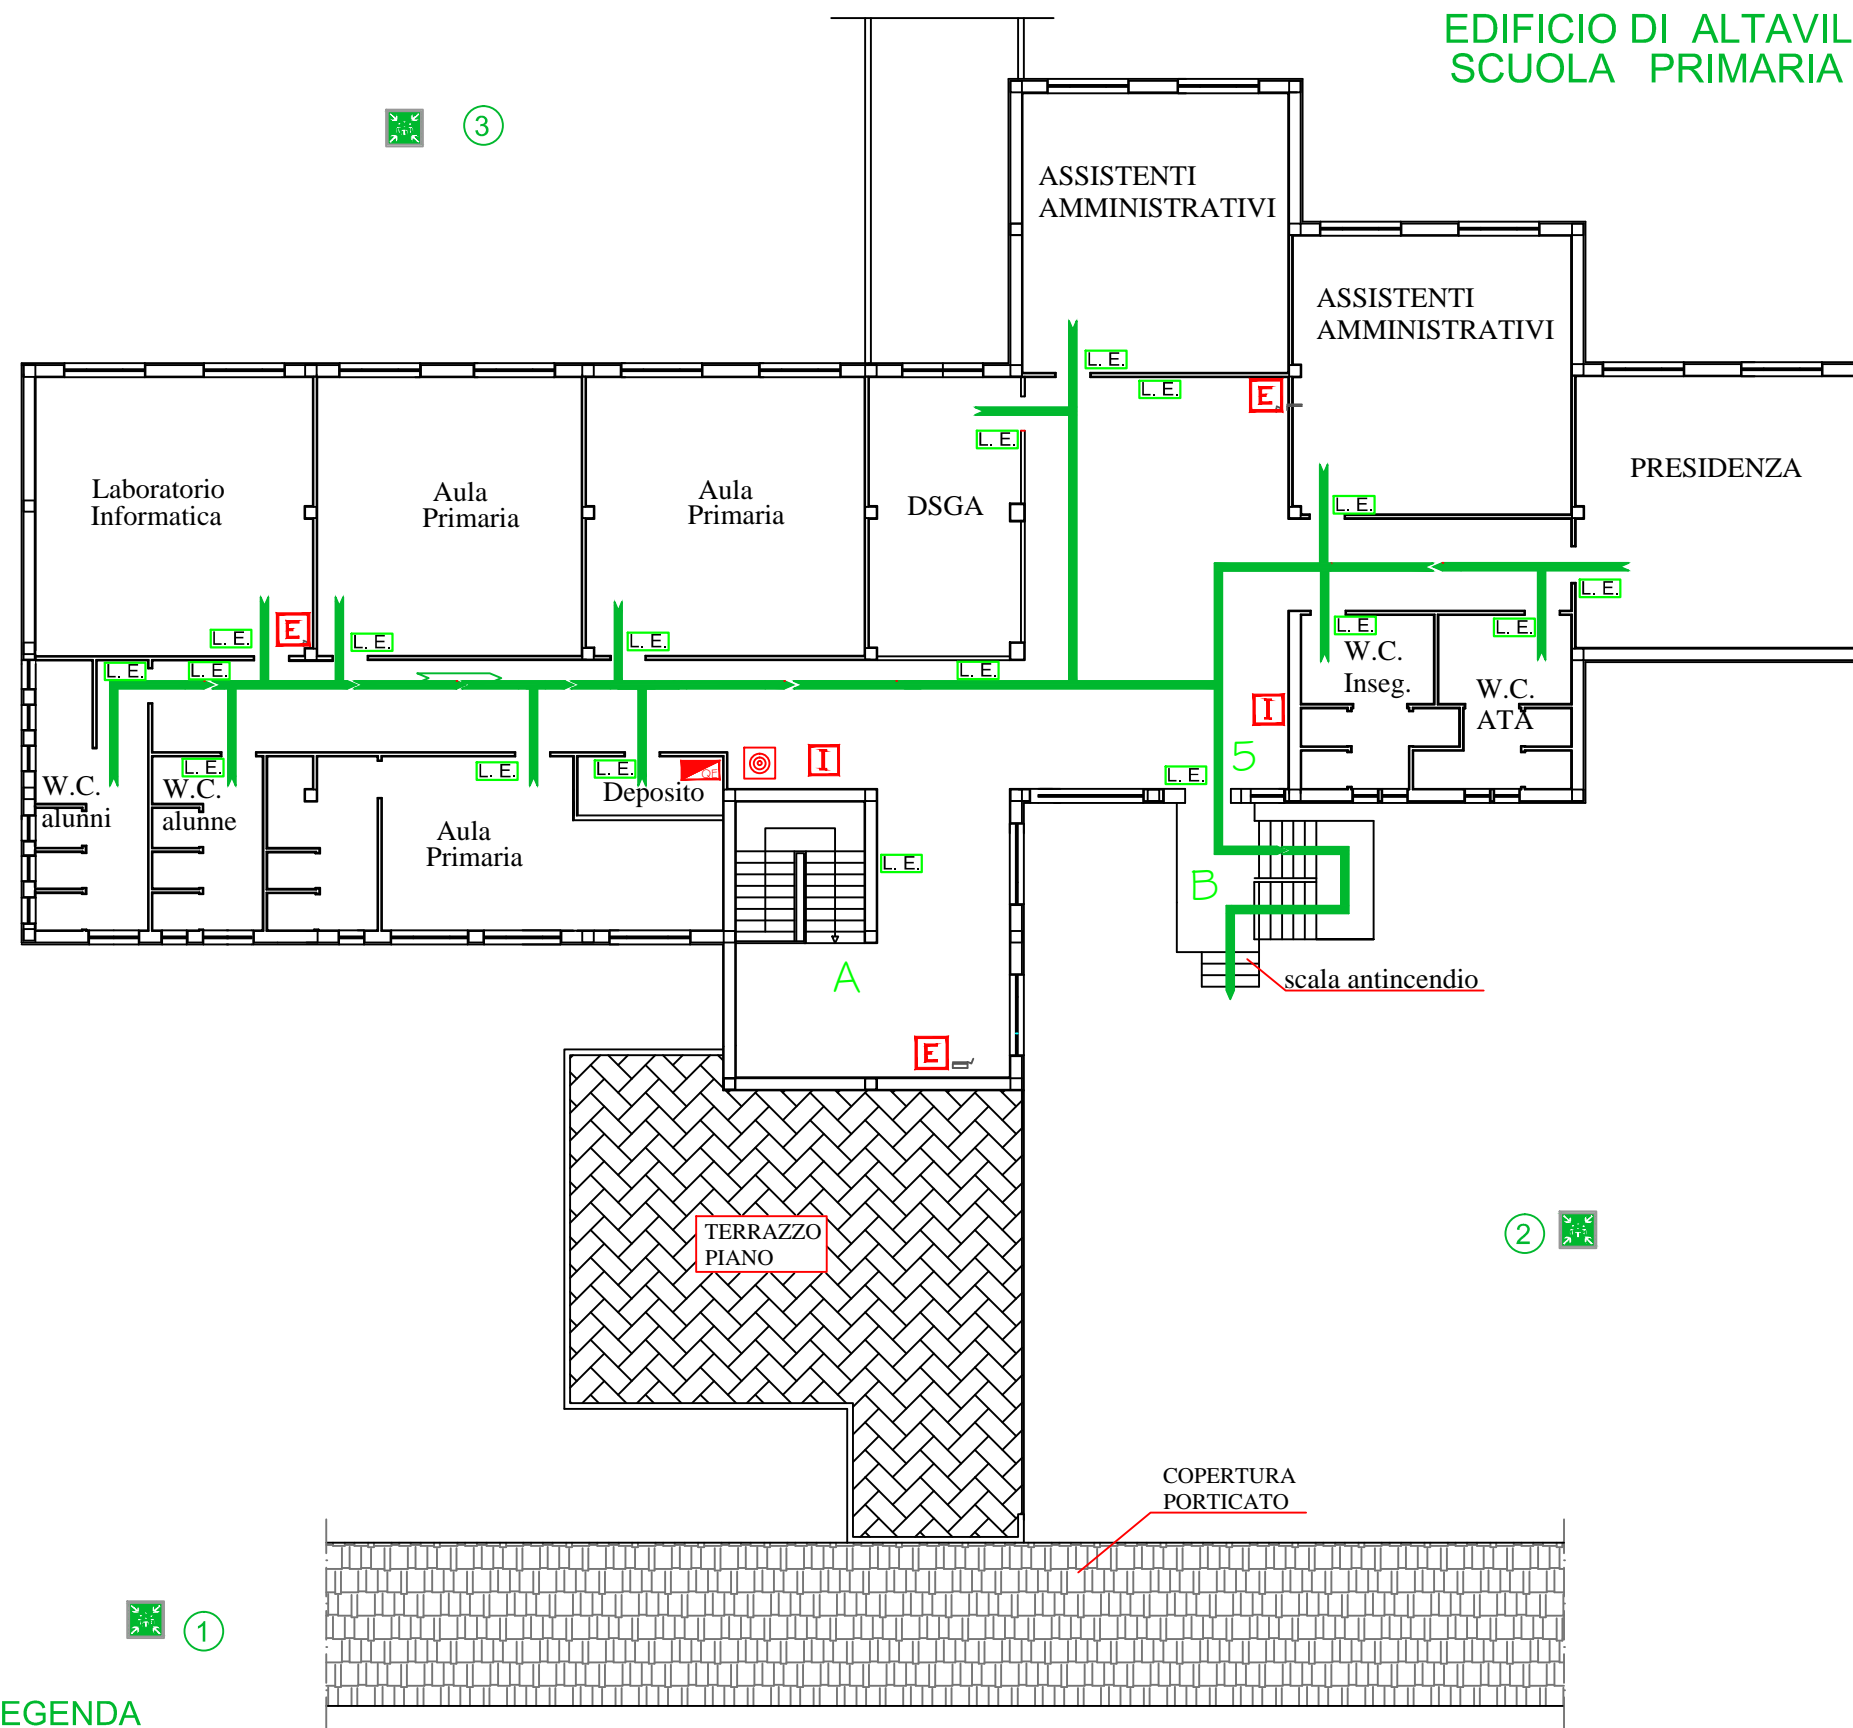 EDIFICIO DI ALTAVIL
SCUOLA PRIMARIA
3
ASSISTENTI
AMMINISTRATIVI
ASSISTENTI
AMMINISTRATIVI
L. E.
L. E.
E
L. E.
PRESIDENZA
Laboratorio
Informatica
Aula
Primaria
Aula
Primaria
DSGA
L. E.
L. E.
L. E.
E
L. E.
L. E.
L. E.
L. E.
L. E.
L. E.
L. E.
W.C.
Inseg.
W.C.
ATA
I
5
L. E.
I
QE
L. E.
L. E.
L. E.
Deposito
W.C.
alunni
W.C.
alunne
Aula
Primaria
L. E.
B
A
scala antincendio
E
TERRAZZO
PIANO
2
COPERTURA
PORTICATO
1
EGENDA